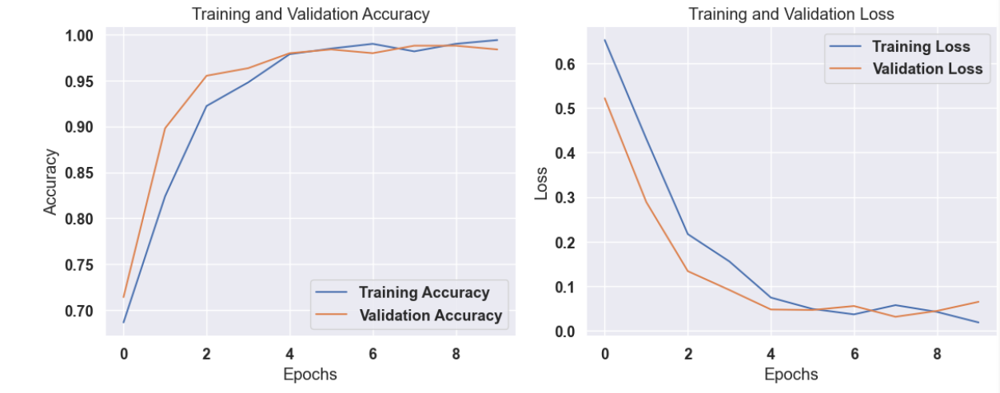 Training and Validation Accuracy
1.00
0.95
0.90
0.85
0.80
0.75
0.70
Accuracy
Training Accuracy
Validation Accuracy
0 2 4 6 8
Epochs
Training and Validation Loss
Training Loss
Validation Loss
0.6
0.5
0.4
0.3
0.2
0.1
0.0
Loss
0 2 4 6 8
Epochs